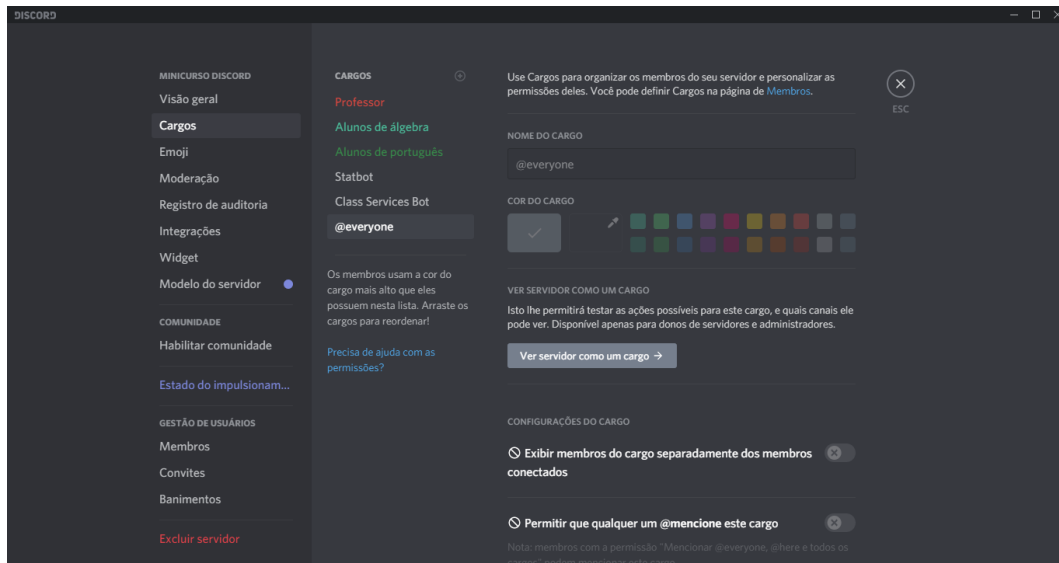 DISCORD
MINICURSO DISCORD
Visão geral
Cargos
Emoji
Moderação
Registro de auditoria
Integrações
Widget
Modelo do servidor
COMUNIDADE
Habilitar comunidade
Estado do impulsionam...
GESTÃO DE USUÁRIOS
Membros
Convites
Banimentos
Excluir servidor
CARGOS
Professor
Alunos de álgebra
Alunos de português
Statbot
Class Services Bot
@everyone
Os membros usam a cor do
cargo mais alto que eles
possuem nesta lista. Arraste os
cargos para reordenar!
Precisa de ajuda com as
permissões?
Use Cargos para organizar os membros do seu servidor e personalizar as
permissões deles. Você pode definir Cargos na página de Membros.
ESC
NOME DO CARGO
@everyone
COR DO CARGO
VER SERVIDOR COMO UM CARGO
Isto lhe permitirá testar as ações possíveis para este cargo, e quais canais ele
pode ver. Disponível apenas para donos de servidores e administradores.
Ver servidor como um cargo →
CONFIGURAÇÕES DO CARGO
Exibir membros do cargo separadamente dos membros
conectados
Permitir que qualquer um @mencione este cargo
Nota: membros com a permissão "Mencionar @everyone, @here e todos os